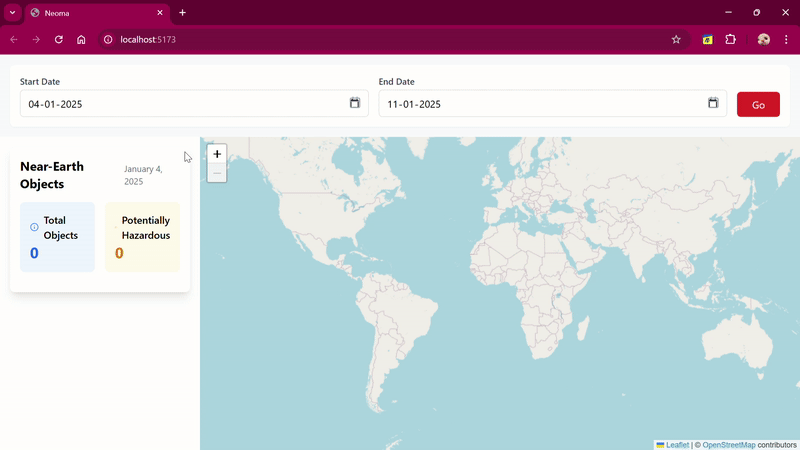 Neoma
localhost:5173
Start Date
End Date
04-01-2025
11-01-2025
Go
Near-Earth
Objects
January 4,
2025
Total
Objects
0
Potentially
Hazardous
0
+
−
Leaflet | © OpenStreetMap contributors